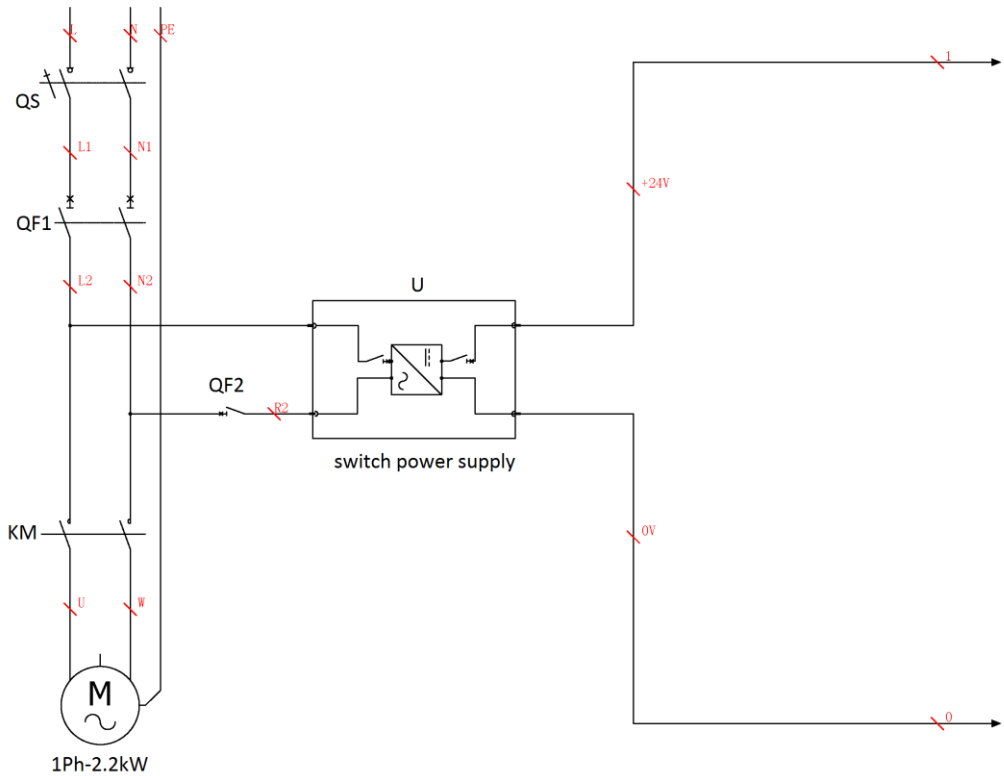 L N PE
1
QS
L1 N1
+24V
QF1
L2 N2
U
QF2
R2
switch power supply
KM
0V
U W
M
0
1Ph-2.2kW